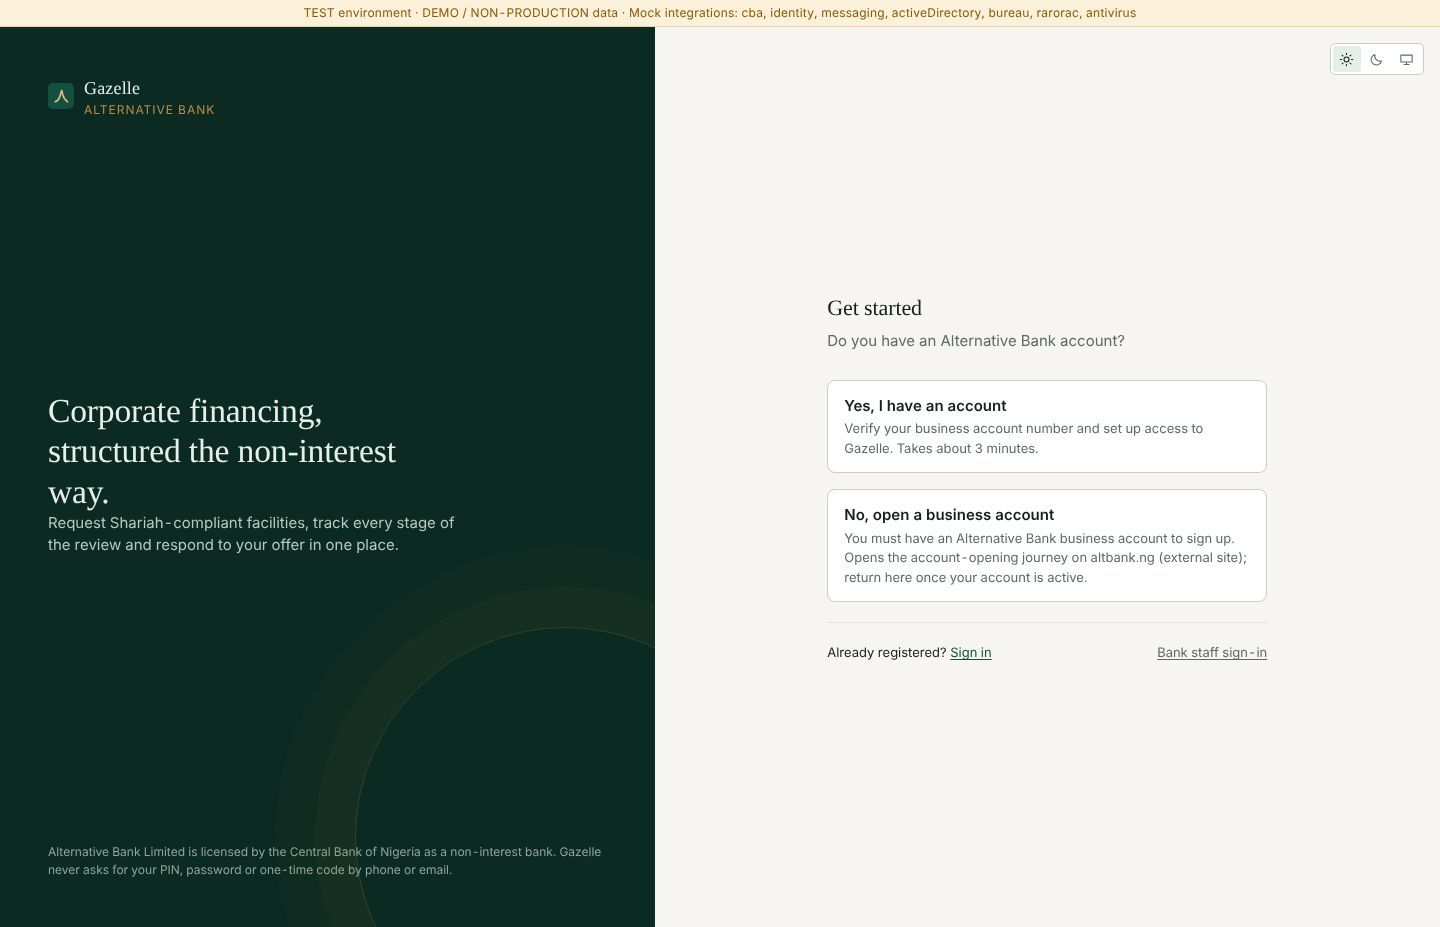 TEST environment · DEMO / NON-PRODUCTION data · Mock integrations: cba, identity, messaging, activeDirectory, bureau, rarorac, antivirus
Gazelle
ALTERNATIVE BANK
Corporate financing,
structured the non-interest
way.
Request Shariah-compliant facilities, track every stage of
the review and respond to your offer in one place.
Alternative Bank Limited is licensed by the Central Bank of Nigeria as a non-interest bank. Gazelle
never asks for your PIN, password or one-time code by phone or email.
Get started
Do you have an Alternative Bank account?
Yes, I have an account
Verify your business account number and set up access to
Gazelle. Takes about 3 minutes.
No, open a business account
You must have an Alternative Bank business account to sign up.
Opens the account-opening journey on altbank.ng (external site);
return here once your account is active.
Already registered? Sign in
Bank staff sign-in